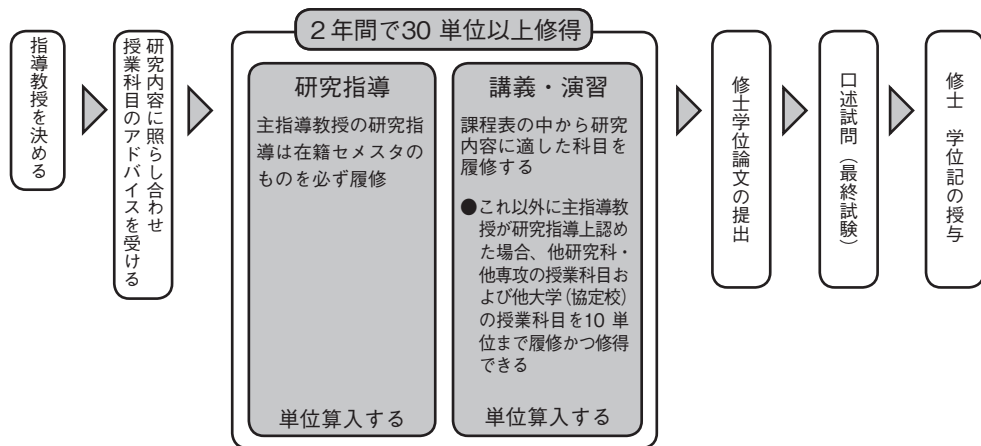 指導教授を決める
研究内容に照らし合わせ
授業科目のアドバイスを受ける
２年間で30 単位以上修得
研究指導
主指導教授の研究指
導は在籍セメスタの
ものを必ず履修
単位算入する
講義・演習
課程表の中から研究
内容に適した科目を
履修する
●これ以外に主指導教
授が研究指導上認め
た場合、他研究科・
他専攻の授業科目お
よび他大学（協定校）
の授業科目を10 単
位まで履修かつ修得
できる
単位算入する
修士学位論文の提出
口述試問（最終試験）
修士　学位記の授与